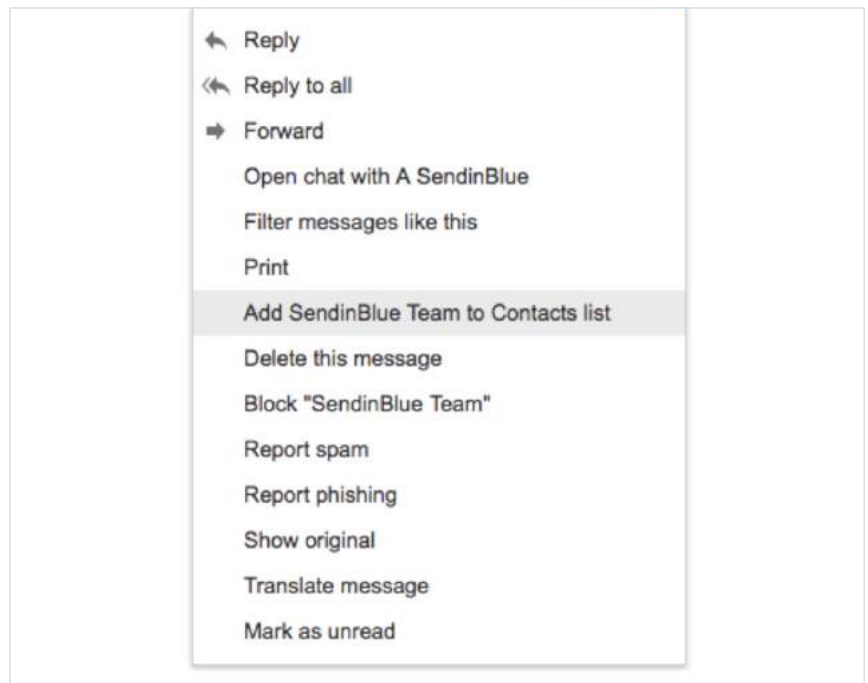 Reply
Reply to all
Forward
Open chat with A SendinBlue
Filter messages like this
Print
Add SendinBlue Team to Contacts list
Delete this message
Block "SendinBlue Team"
Report spam
Report phishing
Show original
Translate message
Mark as unread